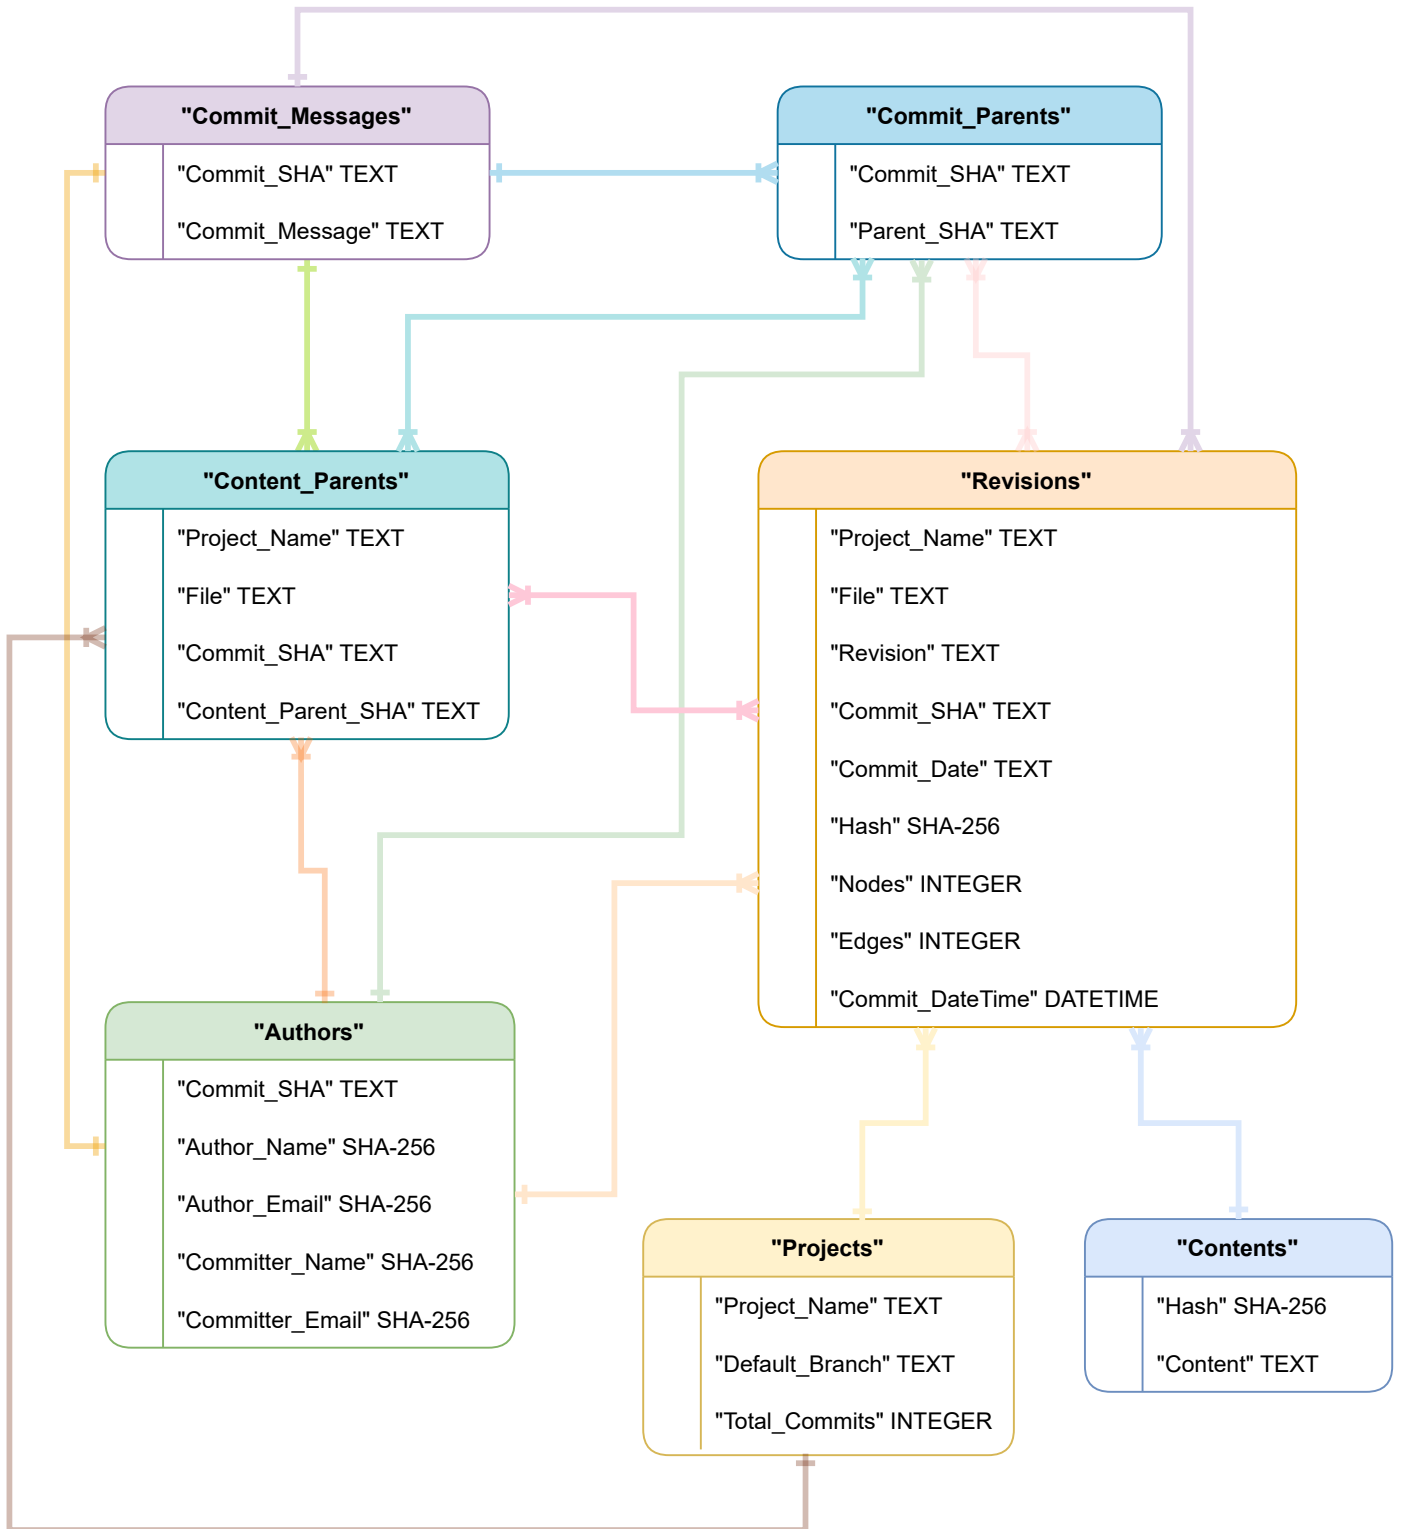 "Commit_Messages"
"Commit_SHA" TEXT
"Commit_Message" TEXT
"Commit_Parents"
"Commit_SHA" TEXT
"Parent_SHA" TEXT
"Content_Parents"
"Project_Name" TEXT
"File" TEXT
"Commit_SHA" TEXT
"Content_Parent_SHA" TEXT
"Revisions"
"Project_Name" TEXT
"File" TEXT
"Revision" TEXT
"Commit_SHA" TEXT
"Commit_Date" TEXT
"Hash" SHA-256
"Nodes" INTEGER
"Edges" INTEGER
"Commit_DateTime" DATETIME
"Authors"
"Commit_SHA" TEXT
"Author_Name" SHA-256
"Author_Email" SHA-256
"Committer_Name" SHA-256
"Committer_Email" SHA-256
"Projects"
"Project_Name" TEXT
"Default_Branch" TEXT
"Total_Commits" INTEGER
"Contents"
"Hash" SHA-256
"Content" TEXT